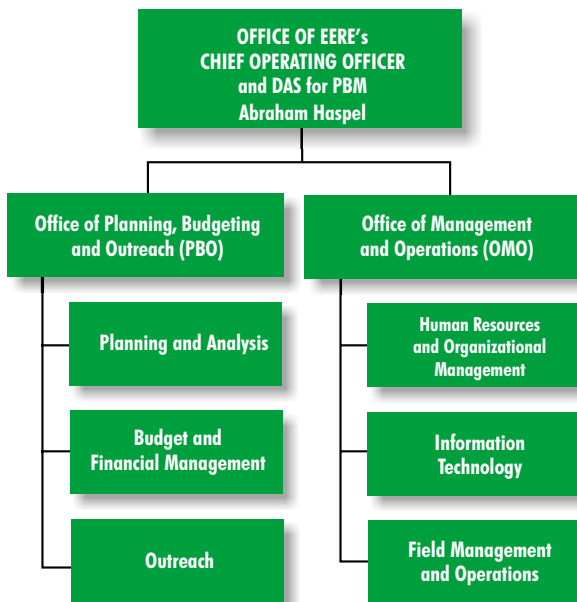 OFFICE OF EERE's
CHIEF OPERATING OFFICER
and DAS for PBM
Abraham Haspel
Office of Planning, Budgeting
and Outreach (PBO)
Planning and Analysis
Budget and
Financial Management
Outreach
Office of Management
and Operations (OMO)
Human Resources
and Organizational
Management
Information
Technology
Field Management
and Operations